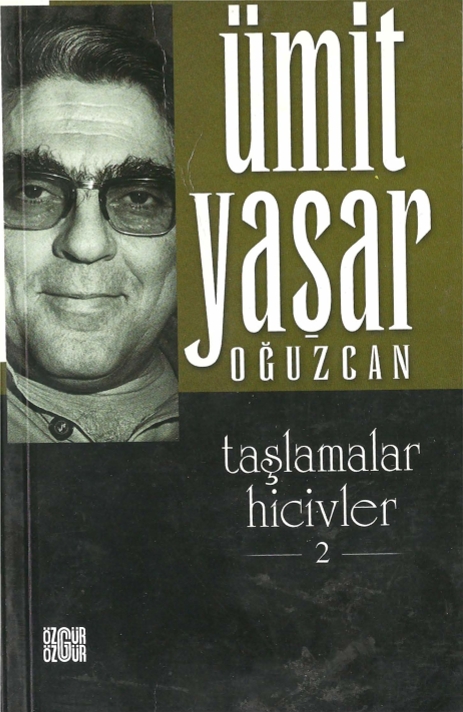 ümit
yaşar
OĞUZCAN
taşlamalar
hicivler
2
ÖZGÜR
ÖZGÜR